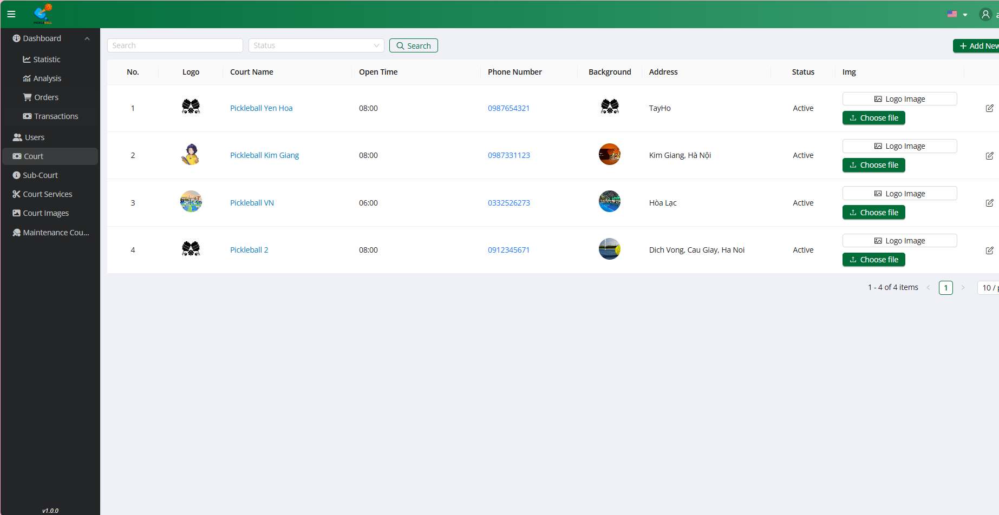 PICKLEBALL
Dashboard
Statistic
Analysis
Orders
Transactions
Users
Court
Sub-Court
Court Services
Court Images
Maintenance Cou...
v1.0.0
Search Status Search + Add New
No. Logo Court Name Open Time Phone Number Background Address Status Img
1 Pickleball Yen Hoa 08:00 0987654321 TayHo Active Logo Image
Choose file
2 Pickleball Kim Giang 08:00 0987331123 Kim Giang, Hà Nội Active Logo Image
Choose file
3 Pickleball VN 06:00 0332526273 Hòa Lạc Active Logo Image
Choose file
4 Pickleball 2 08:00 0912345671 Dich Vong, Cau Giay, Ha Noi Active Logo Image
Choose file
1 - 4 of 4 items < 1 > 10 /